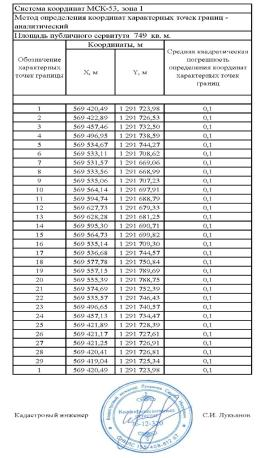 Система координат МСК-53, зона 1
Метод определения координат характерных точек границ -
аналитический
Площадь публичного сервитута 749 кв. м.
Обозначение характерных точек границы
Координаты, м
Х, м
Y, м
Средняя квадратическая погрешность определения координат характерных точек границ
1 569 420,49 1 291 723,98 0,1
2 569 422,89 1 291 726,53 0,1
3 569 457,46 1 291 732,50 0,1
4 569 496,95 1 291 738,59 0,1
5 569 534,67 1 291 744,27 0,1
6 569 533,11 1 291 708,62 0,1
7 569 531,57 1 291 669,06 0,1
8 569 533,56 1 291 668,99 0,1
9 569 535,06 1 291 707,23 0,1
10 569 564,14 1 291 697,91 0,1
11 569 594,74 1 291 688,79 0,1
12 569 627,73 1 291 679,33 0,1
13 569 628,28 1 291 681,25 0,1
14 569 595,30 1 291 690,71 0,1
15 569 564,73 1 291 699,82 0,1
16 569 535,14 1 291 709,30 0,1
17 569 536,68 1 291 744,57 0,1
18 569 577,78 1 291 750,84 0,1
19 569 557,15 1 291 789,69 0,1
20 569 555,39 1 291 788,75 0,1
21 569 574,69 1 291 752,39 0,1
22 569 535,57 1 291 746,43 0,1
23 569 496,65 1 291 740,57 0,1
24 569 457,13 1 291 734,47 0,1
25 569 421,89 1 291 728,39 0,1
26 569 421,17 1 291 727,61 0,1
27 569 421,25 1 291 726,91 0,1
28 569 420,41 1 291 726,81 0,1
29 569 419,04 1 291 725,34 0,1
1 569 420,49 1 291 723,98 0,1
Кадастровый инженер
С.И. Лукьянов